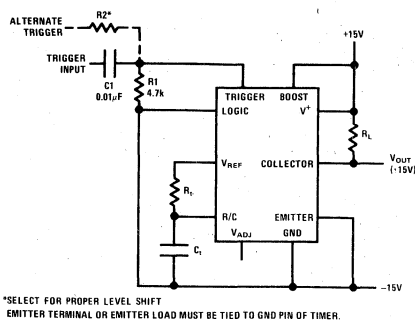 ALTERNATE
TRIGGER
R2*
TRIGGER
INPUT
C1
0.01μF
R1
4.7k
+15V
TRIGGER
BOOST
LOGIC
V+
RL
VREF
COLLECTOR
VOUT
(+15V)
Rt
R/C
EMITTER
VADJ
GND
Ct
−15V
*SELECT FOR PROPER LEVEL SHIFT
EMITTER TERMINAL OR EMITTER LOAD MUST BE TIED TO GND PIN OF TIMER.